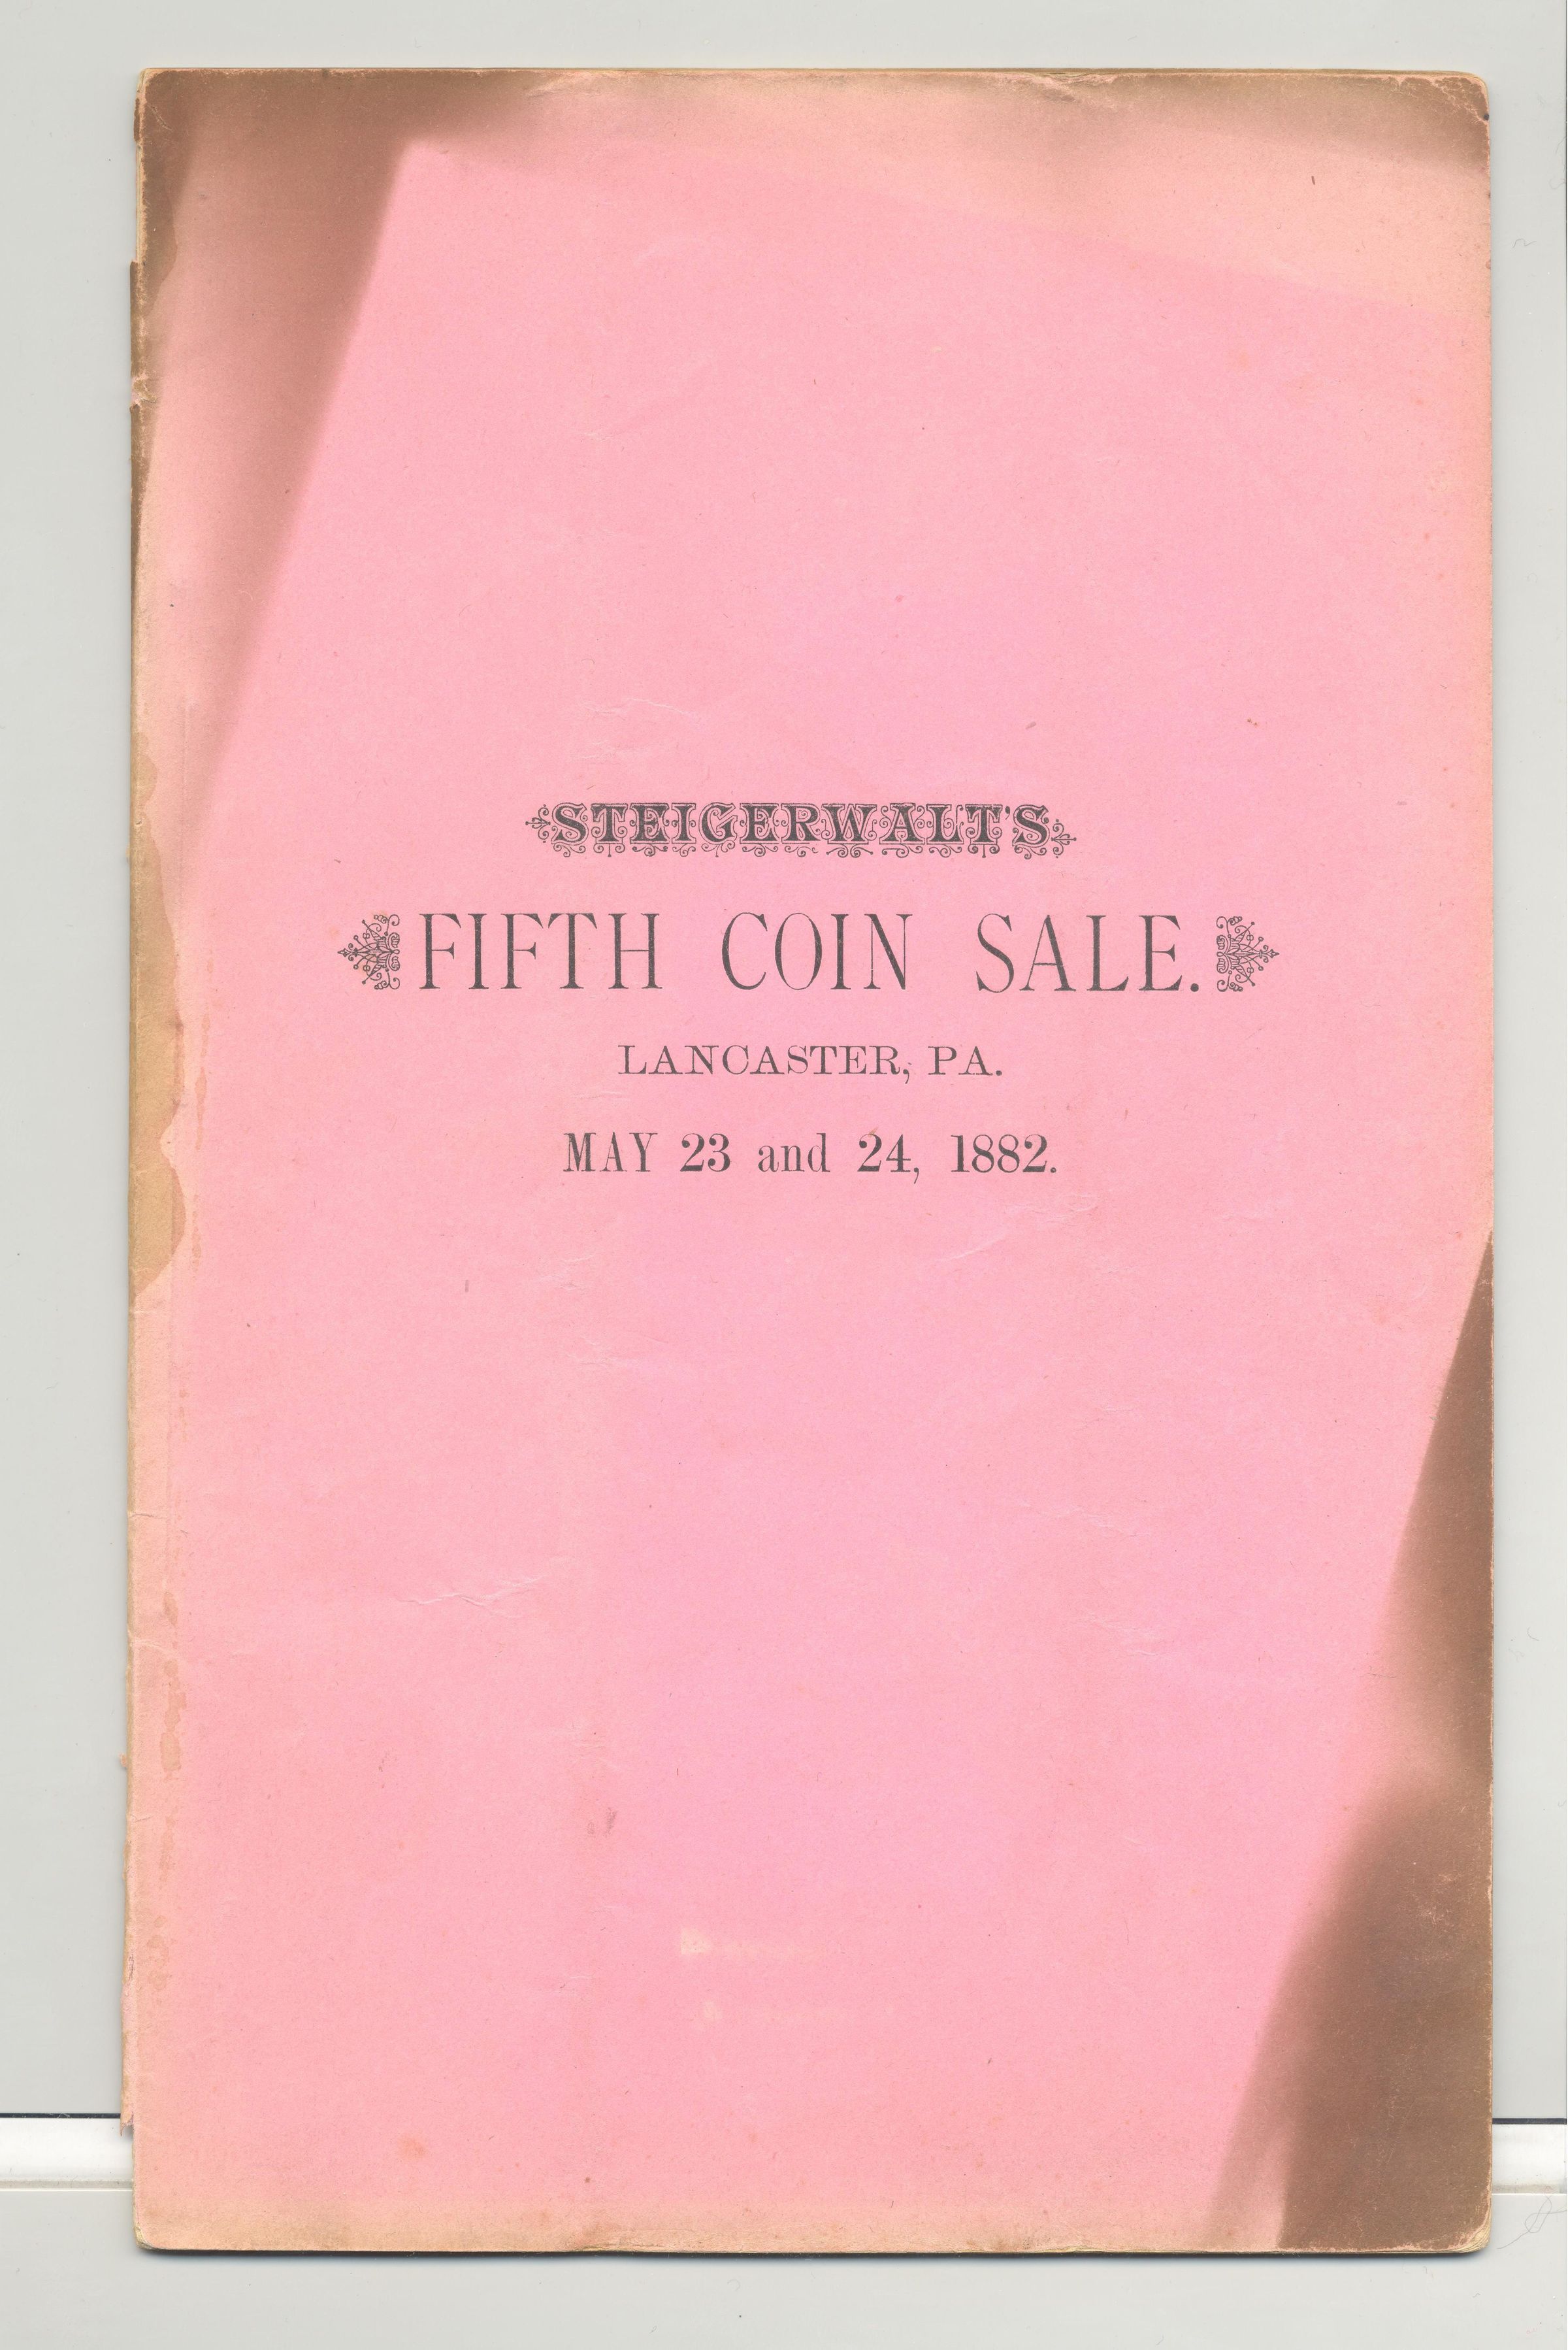 STEIGERWALT'S
FIFTH COIN SALE.
LANCASTER, PA.
MAY 23 and 24, 1882.